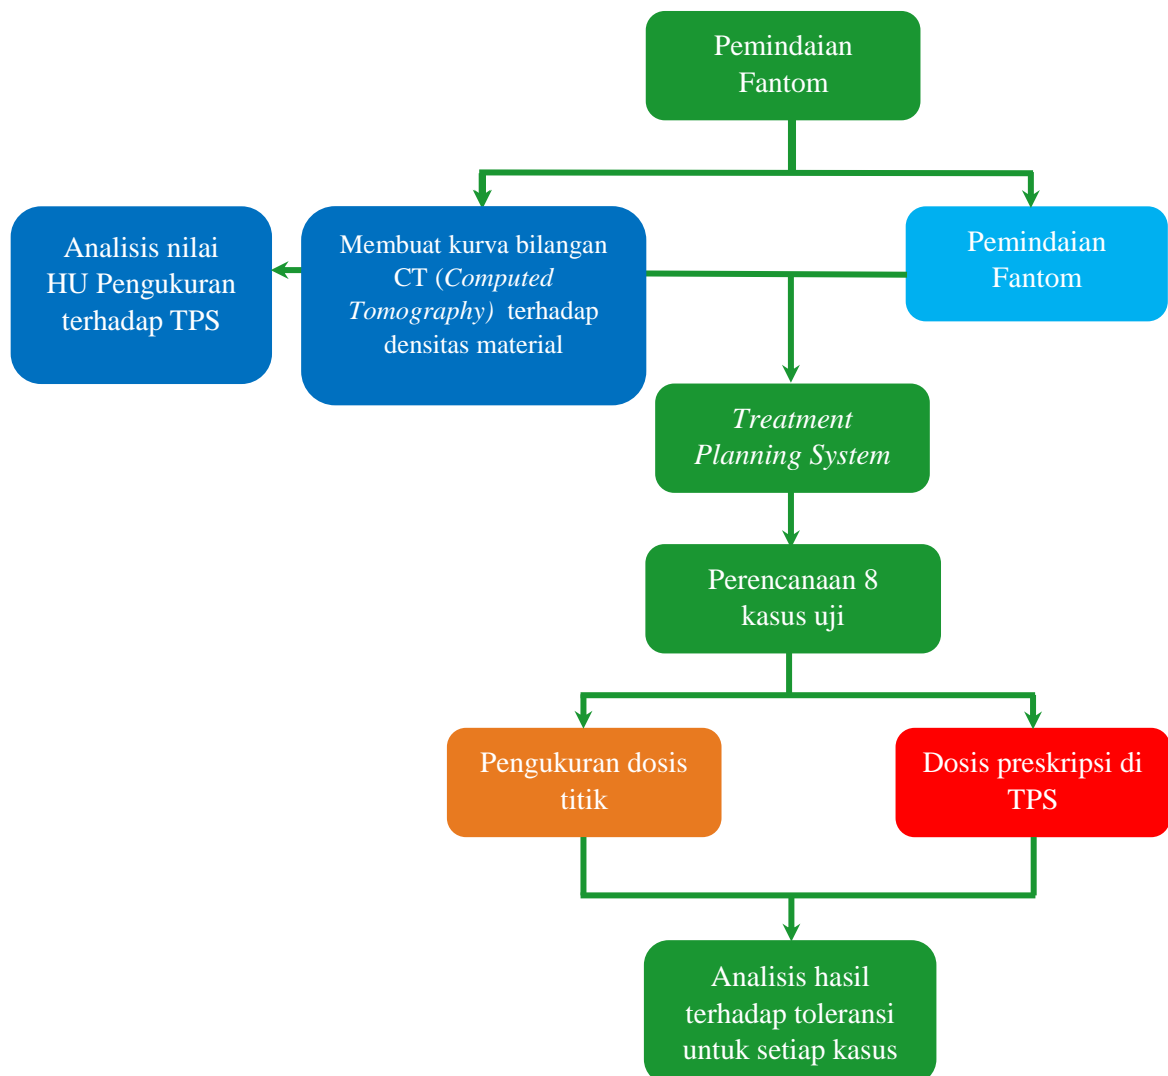 Pemindaian
Fantom
Analisis nilai
HU Pengukuran
terhadap TPS
Membuat kurva bilangan
CT (Computed
Tomography) terhadap
densitas material
Pemindaian
Fantom
Treatment
Planning System
Perencanaan 8
kasus uji
Pengukuran dosis
titik
Dosis preskripsi di
TPS
Analisis hasil
terhadap toleransi
untuk setiap kasus